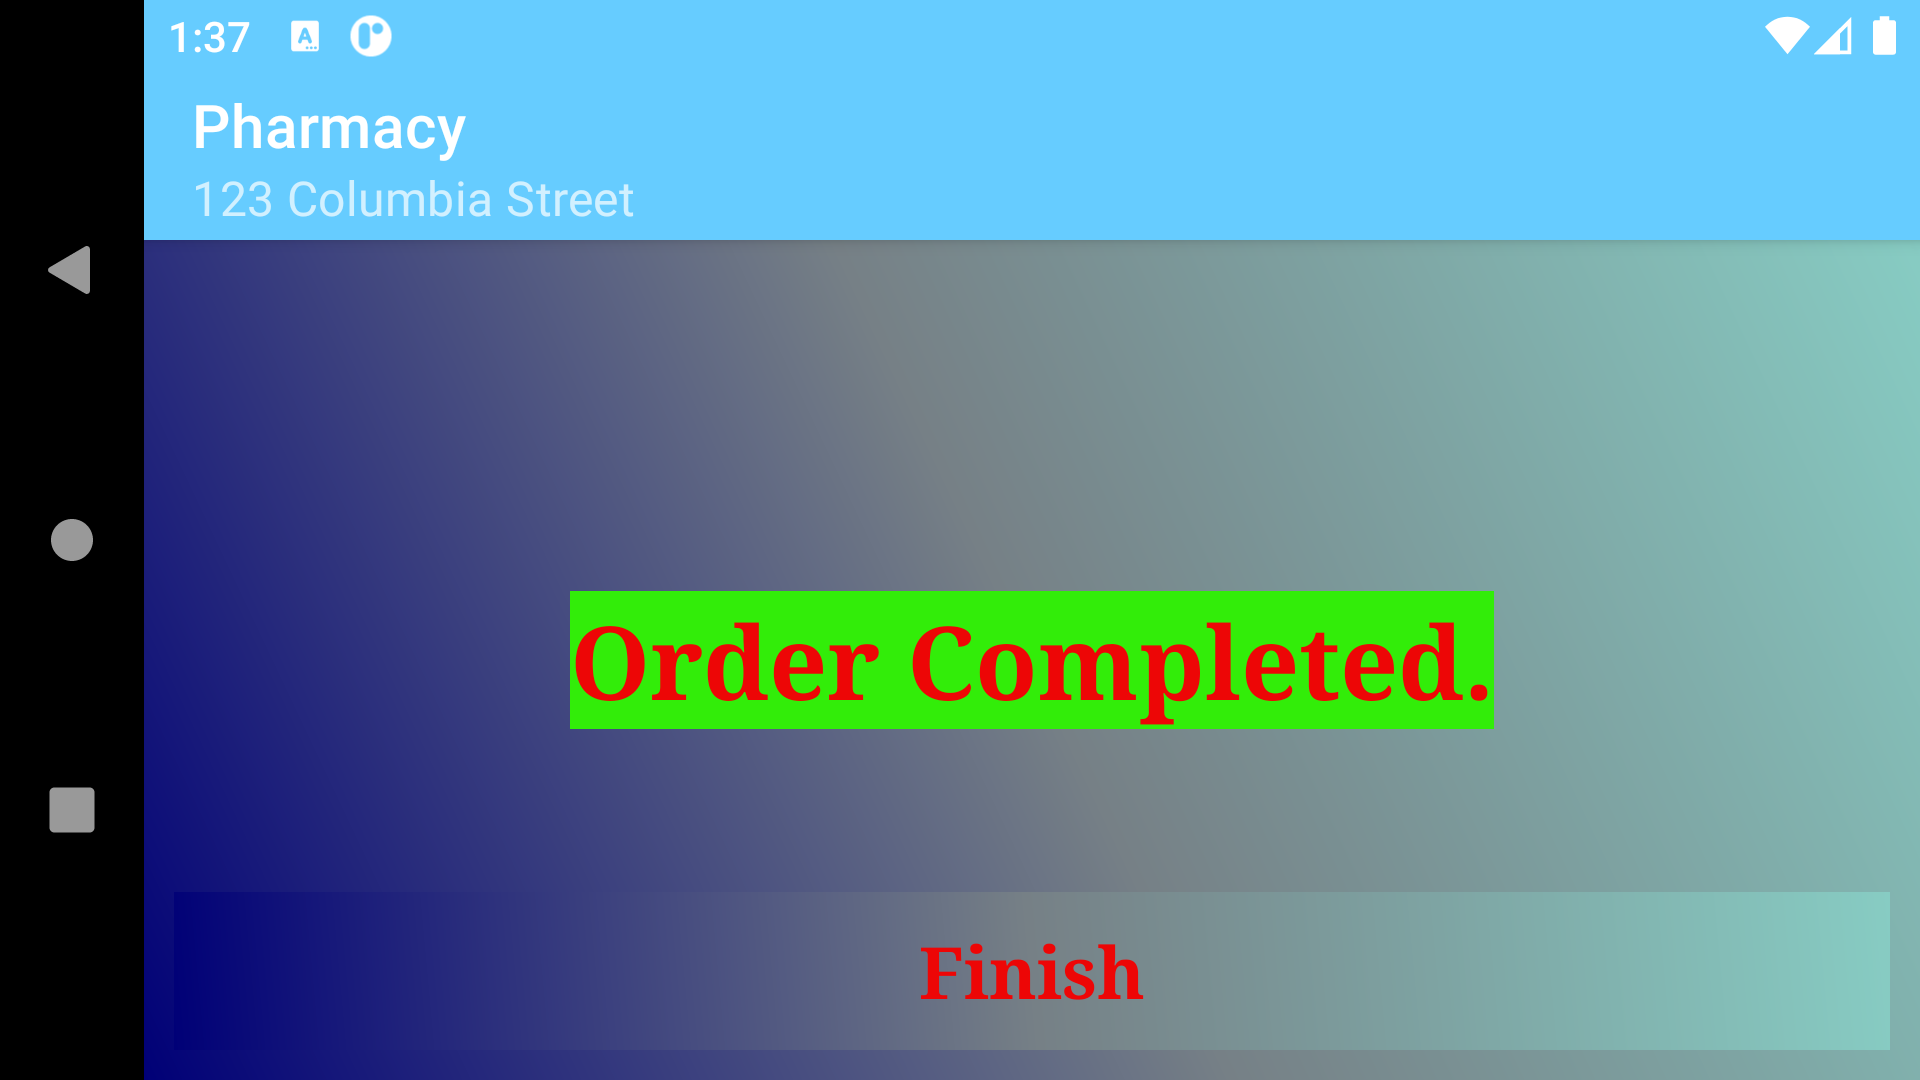 1:37
Pharmacy
123 Columbia Street
Order Completed.
Finish